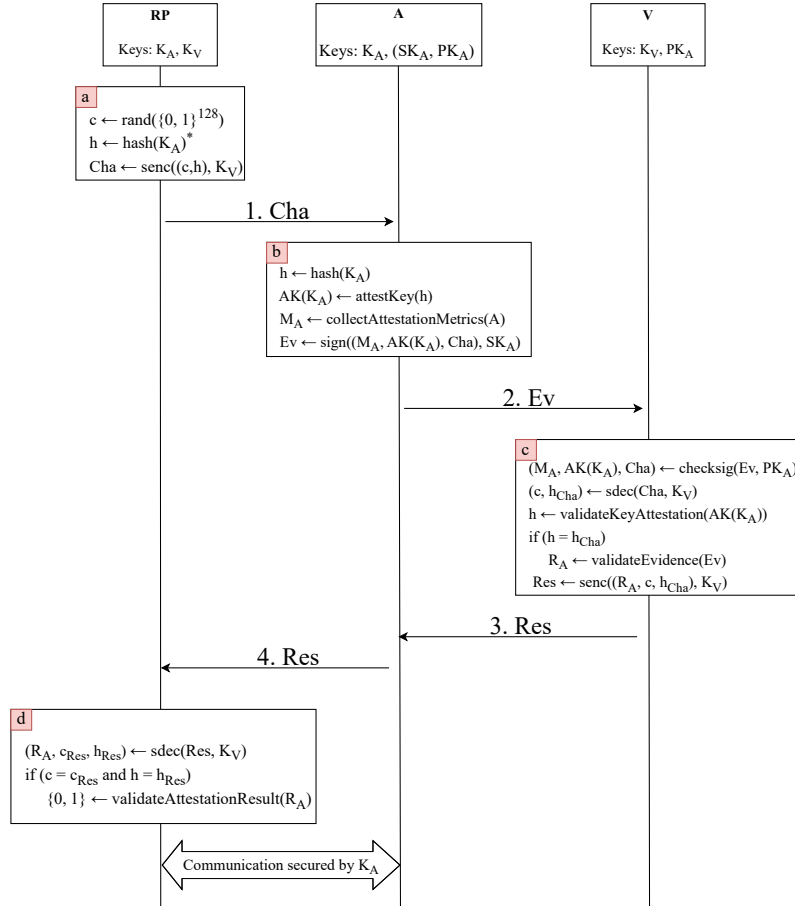 RP
Keys: K_A, K_V
A
Keys: K_A, (SK_A, PK_A)
V
Keys: K_V, PK_A
a
c ← rand({0, 1}^128)
h ← hash(K_A)^*
Cha ← senc((c,h), K_V)
1. Cha
b
h ← hash(K_A)
AK(K_A) ← attestKey(h)
M_A ← collectAttestationMetrics(A)
Ev ← sign((M_A, AK(K_A), Cha), SK_A)
2. Ev
c
(M_A, AK(K_A), Cha) ← checksig(Ev, PK_A)
(c, h_Cha) ← sdec(Cha, K_V)
h ← validateKeyAttestation(AK(K_A))
if (h = h_Cha)
R_A ← validateEvidence(Ev)
Res ← senc((R_A, c, h_Cha), K_V)
3. Res
4. Res
d
(R_A, c_Res, h_Res) ← sdec(Res, K_V)
if (c = c_Res and h = h_Res)
{0, 1} ← validateAttestationResult(R_A)
Communication secured by K_A